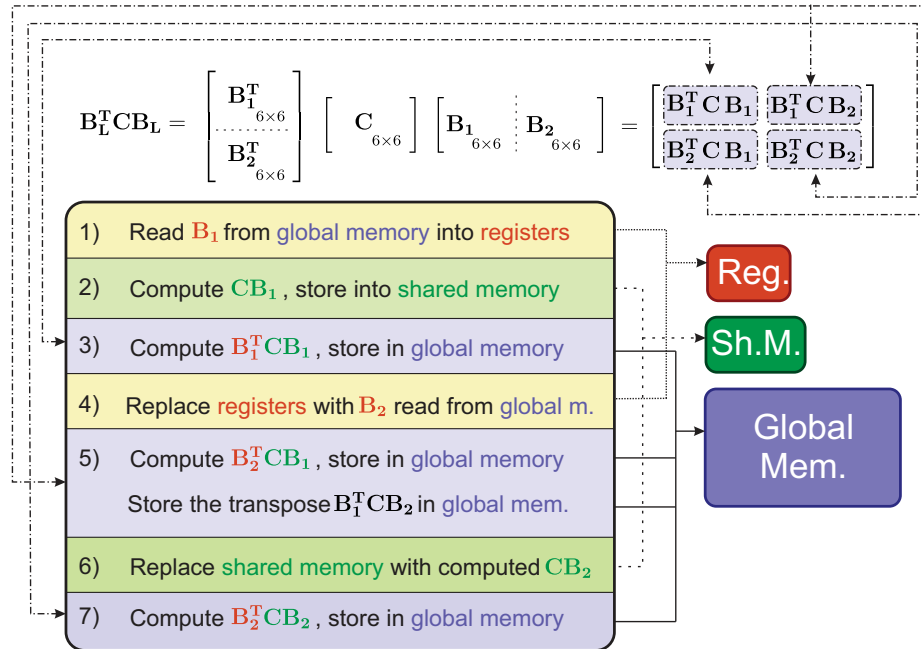 B_L^T C B_L = [ B_1^T 6×6 / B_2^T 6×6 ] [ C 6×6 ] [ B_1 6×6 ⋮ B_2 6×6 ] = [ B_1^T C B_1 B_1^T C B_2 / B_2^T C B_1 B_2^T C B_2 ]
1) Read B_1 from global memory into registers
2) Compute CB_1 , store into shared memory
3) Compute B_1^T CB_1 , store in global memory
4) Replace registers with B_2 read from global m.
5) Compute B_2^T CB_1 , store in global memory
Store the transpose B_1^T CB_2 in global mem.
6) Replace shared memory with computed CB_2
7) Compute B_2^T CB_2 , store in global memory
Reg.
Sh.M.
Global
Mem.